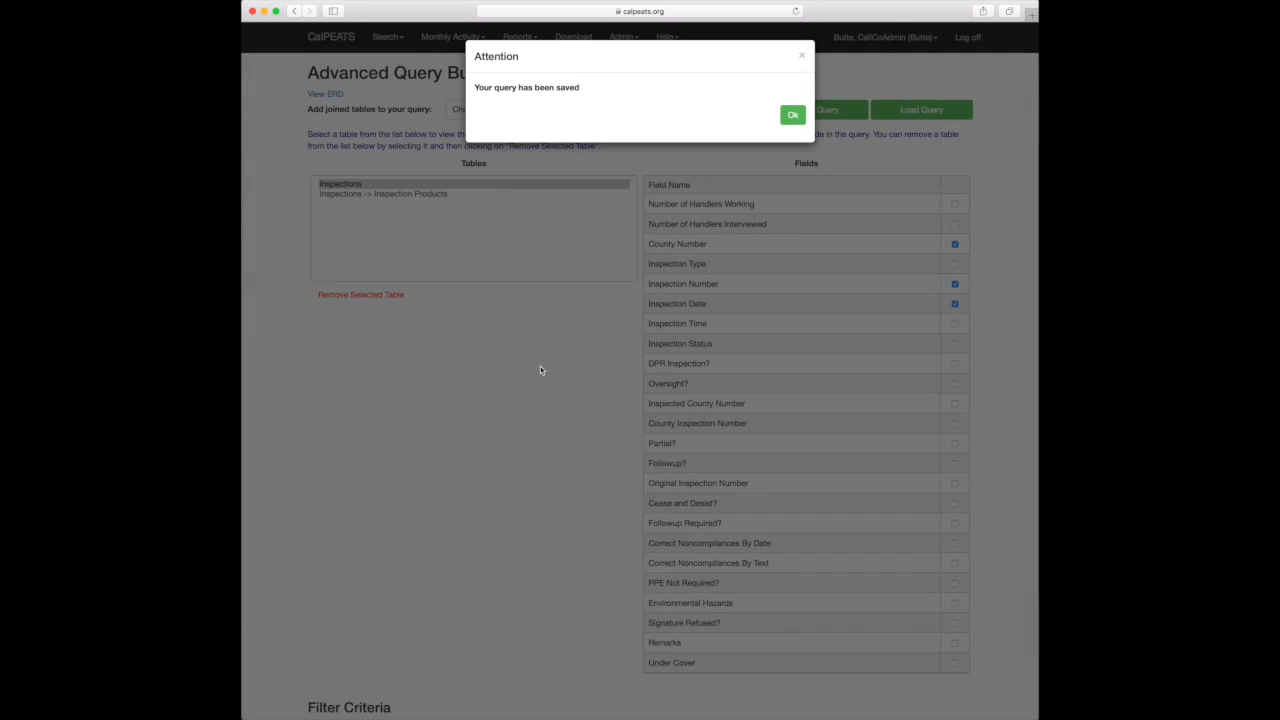 calpeats.org
CalPEATS Search Monthly Activity Reports Download Admin Help Butte, CallCoAdmin (Butte) Log off
Attention ×
Your query has been saved
Ok
Advanced Query Bu
View ERD
Add joined tables to your query: Cho Query Load Query
Select a table from the list below to view the de in the query. You can remove a table
from the list below by selecting it and then clicking on "Remove Selected Table".
Tables
Inspections
Inspections -> Inspection Products
Remove Selected Table
Fields
Field Name
Number of Handlers Working
Number of Handlers Interviewed
County Number
Inspection Type
Inspection Number
Inspection Date
Inspection Time
Inspection Status
DPR Inspection?
Oversight?
Inspected County Number
County Inspection Number
Partial?
Followup?
Original Inspection Number
Cease and Desist?
Followup Required?
Correct Noncompliances By Date
Correct Noncompliances By Text
PPE Not Required?
Environmental Hazards
Signature Refused?
Remarks
Under Cover
Filter Criteria